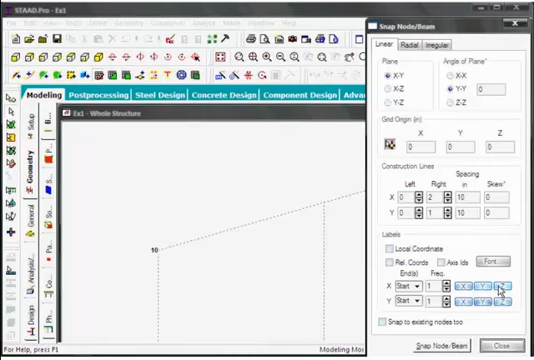 STAAD.Pro - Ex1
Snap Node/Beam
Linear Radial Irregular
Plane
Angle of Plane°
X-Y
X-X
X-Z
Y-Y 0
Y-Z
Z-Z
Grid Origin (in)
X Y Z
0 0 0
Construction Lines
Left Right Spacing in Skew°
X 0 2 10 0
Y 0 1 10 0
Labels
Local Coordinate
Rel. Coords Axis Ids Font...
End(s) Freq.
X Start 1 X Y Z
Y Start 1 X Y Z
Snap to existing nodes too
Snap Node/Beam Close
Modeling Postprocessing Steel Design Concrete Design Component Design Advan
Ex1 - Whole Structure
Setup
Geometry
General
Analysis/
Design
10
For Help, press F1
Modeling Mo